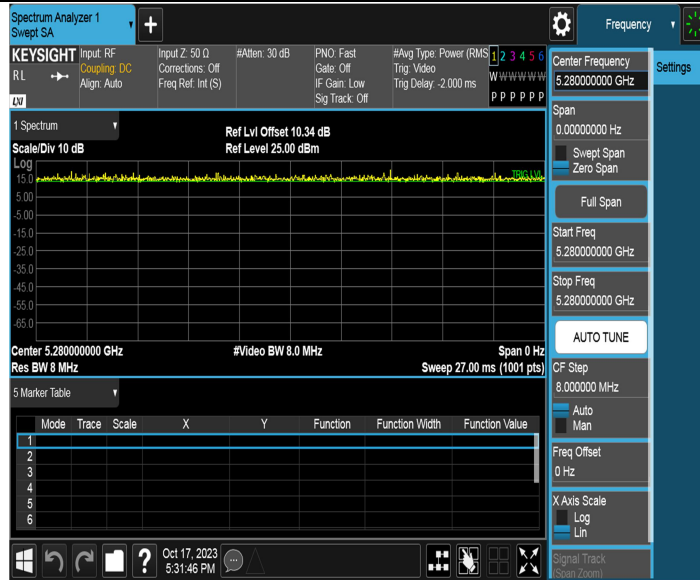 Spectrum Analyzer 1
Swept SA
+
Frequency
KEYSIGHT
RL
LXI
Input: RF
Coupling: DC
Align: Auto
Input Z: 50 Ω
Corrections: Off
Freq Ref: Int (S)
#Atten: 30 dB
PNO: Fast
Gate: Off
IF Gain: Low
Sig Track: Off
#Avg Type: Power (RMS
Trig: Video
Trig Delay: -2.000 ms
1 2 3 4 5 6
W W W W W W
P P P P P P
Center Frequency
5.280000000 GHz
Settings
Span
0.00000000 Hz
Swept Span
Zero Span
Full Span
Start Freq
5.280000000 GHz
Stop Freq
5.280000000 GHz
AUTO TUNE
CF Step
8.000000 MHz
Auto
Man
Freq Offset
0 Hz
X Axis Scale
Log
Lin
Signal Track
(Span Zoom)
1 Spectrum
Scale/Div 10 dB
Ref Lvl Offset 10.34 dB
Ref Level 25.00 dBm
Log
15.0
TRIG LVL
5.00
-5.00
-15.0
-25.0
-35.0
-45.0
-55.0
-65.0
Center 5.280000000 GHz
#Video BW 8.0 MHz
Span 0 Hz
Res BW 8 MHz
Sweep 27.00 ms (1001 pts)
5 Marker Table
Mode Trace Scale X Y Function Function Width Function Value
1
2
3
4
5
6
?
Oct 17, 2023
5:31:46 PM